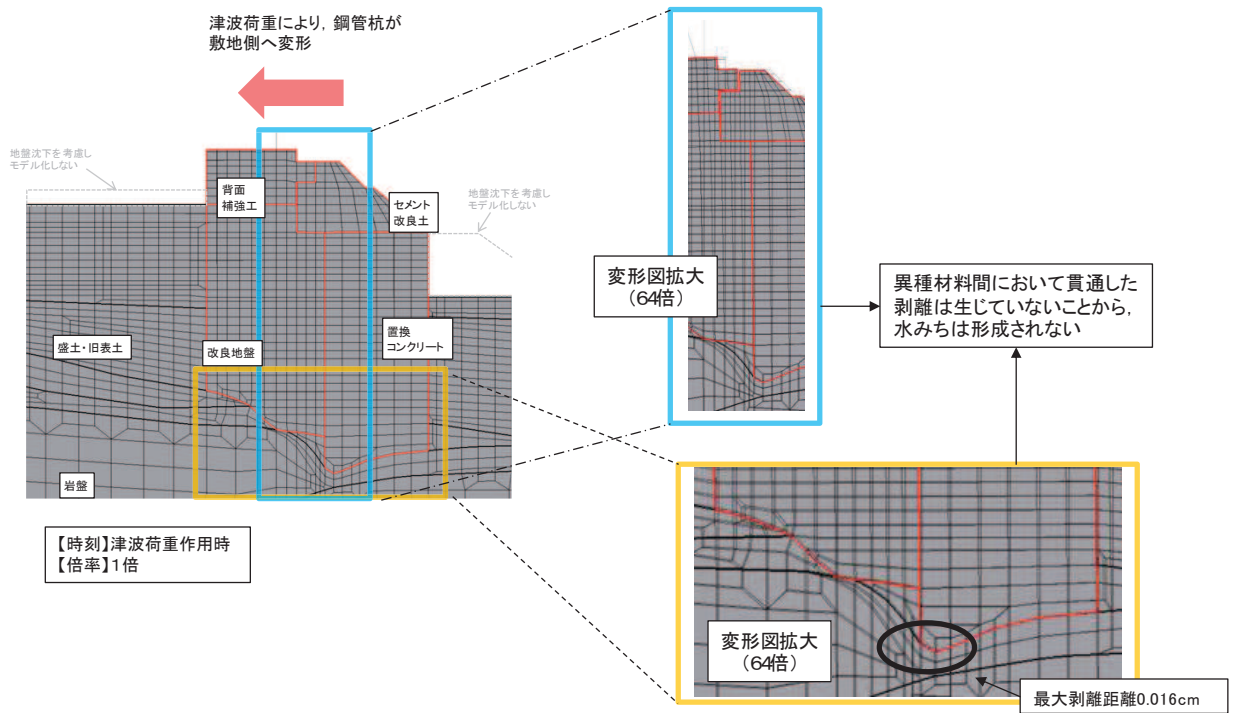 津波荷重により，鋼管杭が
敷地側へ変形
地盤沈下を考慮し
モデル化しない
背面
補強工
セメント
改良土
地盤沈下を考慮し
モデル化しない
盛土・旧表土
改良地盤
置換
コンクリート
岩盤
【時刻】津波荷重作用時
【倍率】1倍
変形図拡大
（64倍）
異種材料間において貫通した
剥離は生じていないことから，
水みちは形成されない
変形図拡大
（64倍）
最大剥離距離0.016cm